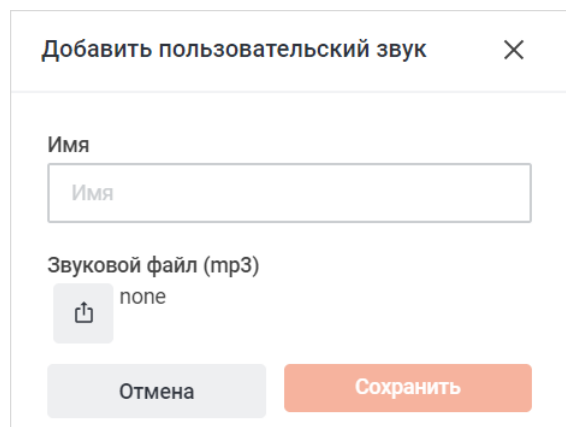 Добавить пользовательский звук
Имя
Имя
Звуковой файл (mp3)
none
Отмена
Сохранить